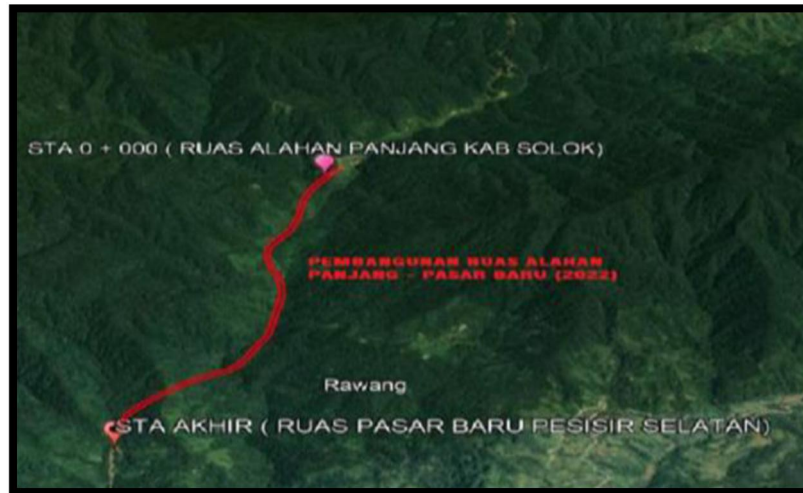 STA 0 + 000 ( RUAS ALAHAN PANJANG KAB SOLOK)
PEMBANGUNAN RUAS ALAHAN
PANJANG - PASAR BARU (2022)
Rawang
STA AKHIR ( RUAS PASAR BARU PESISIR SELATAN)